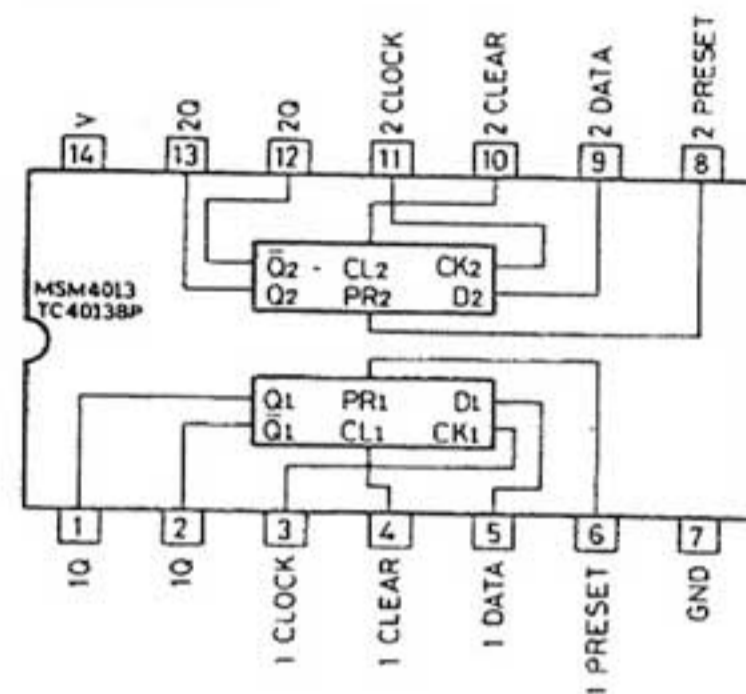 V
2Q
2Q
2 CLOCK
2 CLEAR
2 DATA
2 PRESET
14
13
12
11
10
9
8
MSM4013
TC4013BP
Q̅2 - CL2 CK2
Q2 PR2 D2
Q1 PR1 D1
Q̅1 CL1 CK1
1
2
3
4
5
6
7
1Q
1Q
1 CLOCK
1 CLEAR
1 DATA
1 PRESET
GND